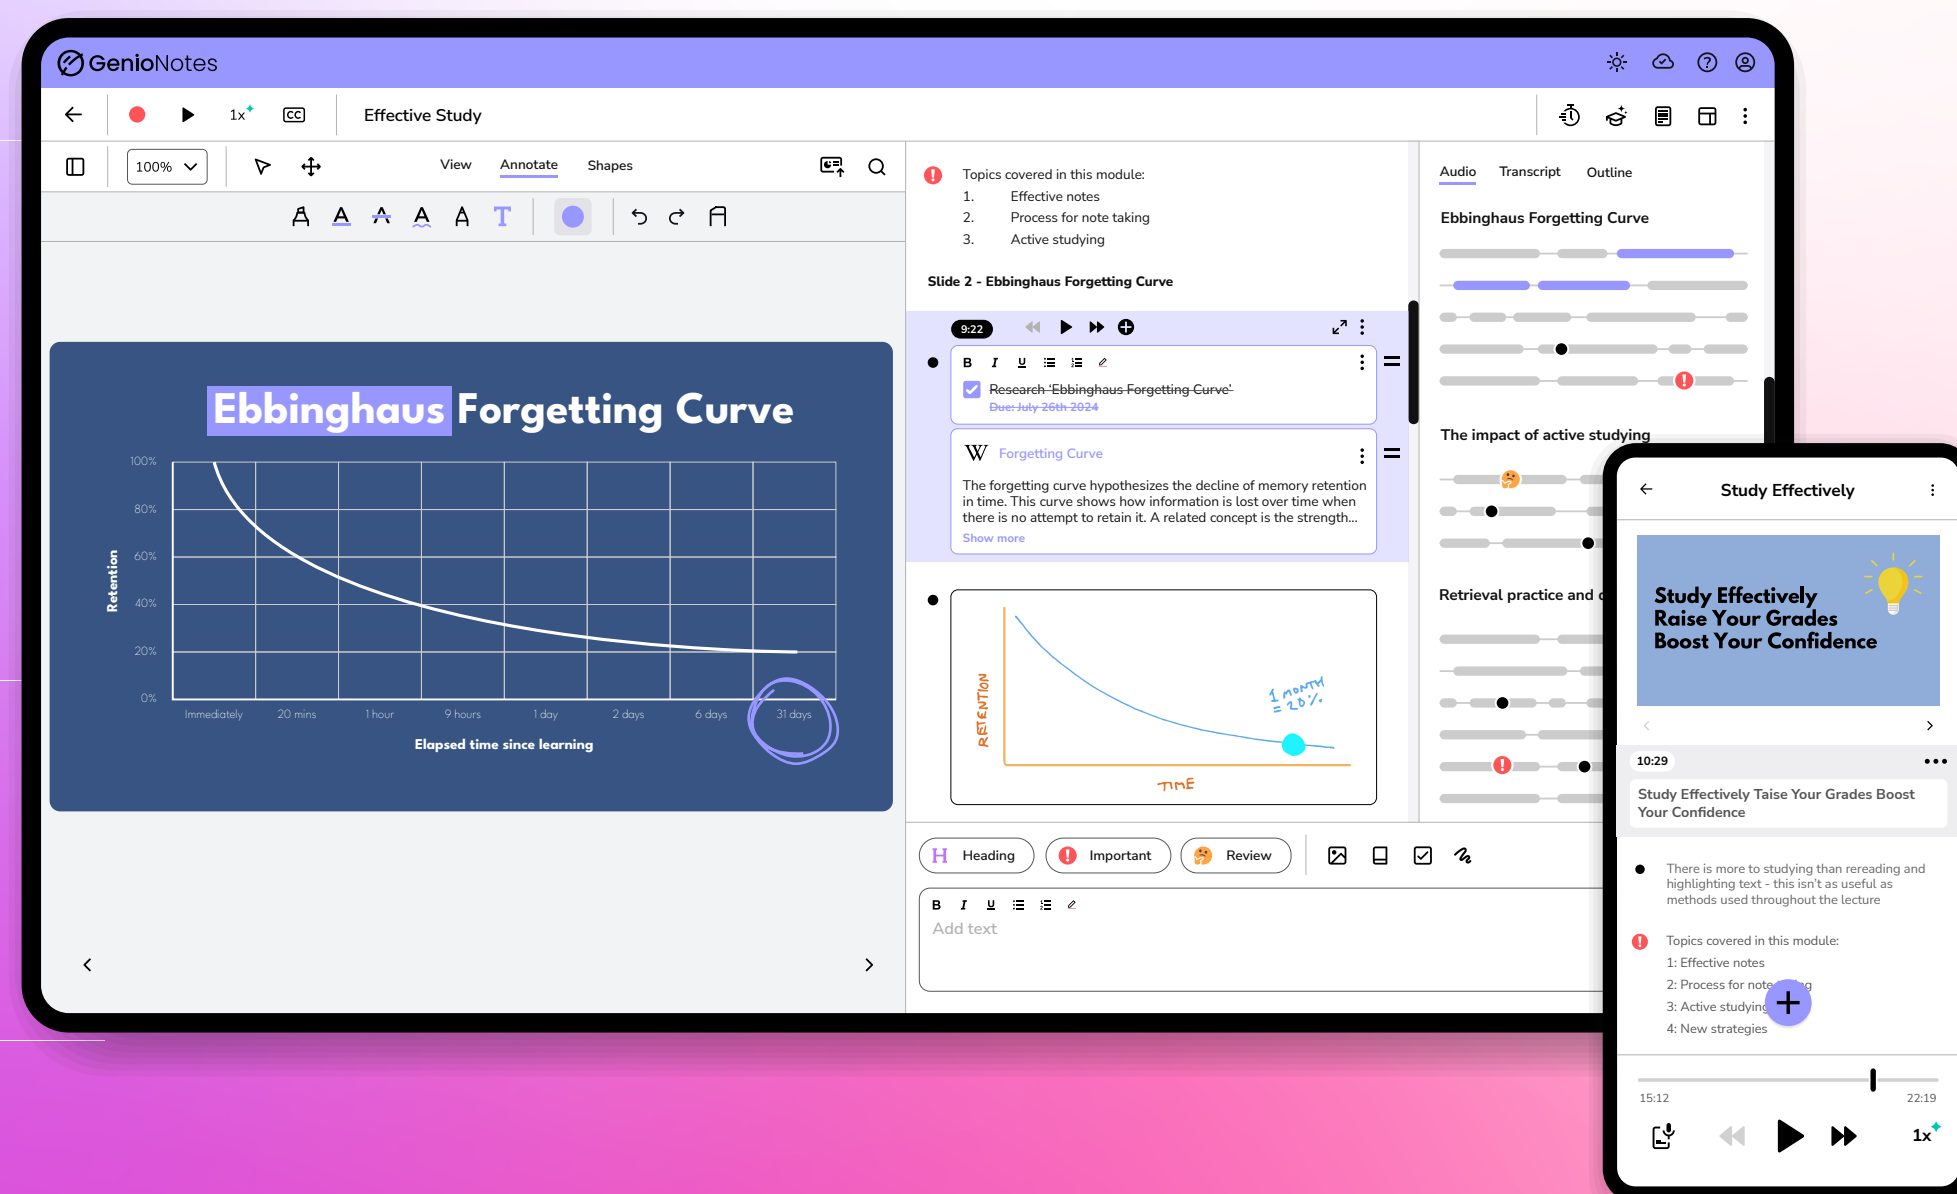 GenioNotes
1x
CC
Effective Study
100%
View
Annotate
Shapes
Ebbinghaus Forgetting Curve
100%
80%
60%
40%
20%
0%
Retention
Immediately
20 mins
1 hour
9 hours
1 day
2 days
6 days
31 days
Elapsed time since learning
Topics covered in this module:
1. Effective notes
2. Process for note taking
3. Active studying
Slide 2 - Ebbinghaus Forgetting Curve
9:22
B I U
Research ‘Ebbinghaus Forgetting Curve’
Due: July 26th 2024
W Forgetting Curve
The forgetting curve hypothesizes the decline of memory retention
in time. This curve shows how information is lost over time when
there is no attempt to retain it. A related concept is the strength...
Show more
RETENTION
1 MONTH
= 20%
TIME
H Heading
Important
Review
B I U
Add text
Audio
Transcript
Outline
Ebbinghaus Forgetting Curve
The impact of active studying
Retrieval practice and
Study Effectively
Study Effectively
Raise Your Grades
Boost Your Confidence
10:29
Study Effectively Taise Your Grades Boost
Your Confidence
There is more to studying than rereading and
highlighting text - this isn't as useful as
methods used throughout the lecture
Topics covered in this module:
1: Effective notes
2: Process for note
3: Active studying
4: New strategies
15:12
22:19
1x